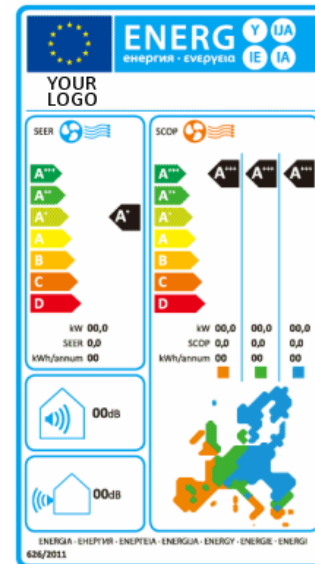 ENERG Y IJA
енергия · ενεργεια IE IA
YOUR
LOGO
SEER
A+++
A++
A+
A
B
C
D
A+
kW 00,0
SEER 0,0
kWh/annum 00
SCOP
A+++
A++
A+
A
B
C
D
A+++ A+++ A+++
kW 00,0 00,0 00,0
SCOP 0,0 0,0 0,0
kWh/annum 00 00 00
00dB
00dB
ENERGIA · ЕНЕРГИЯ · ΕΝΕΡΓΕΙΑ · ENERGIJA · ENERGY · ENERGIE · ENERGI
626/2011